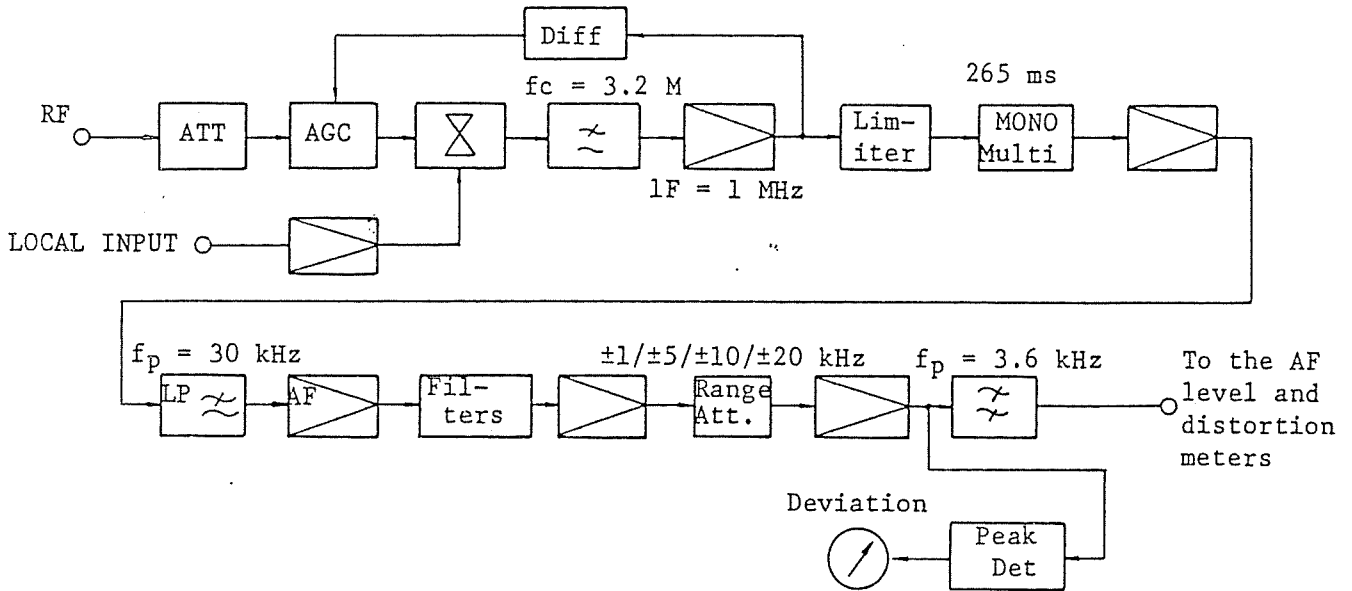 Diff
fc = 3.2 M
265 ms
RF
ATT
AGC
Lim-
iter
MONO
Multi
1F = 1 MHz
LOCAL INPUT
fp = 30 kHz
±1/±5/±10/±20 kHz
fp = 3.6 kHz
To the AF
level and
distortion
meters
LP
AF
Fil-
ters
Range
Att.
Deviation
Peak
Det